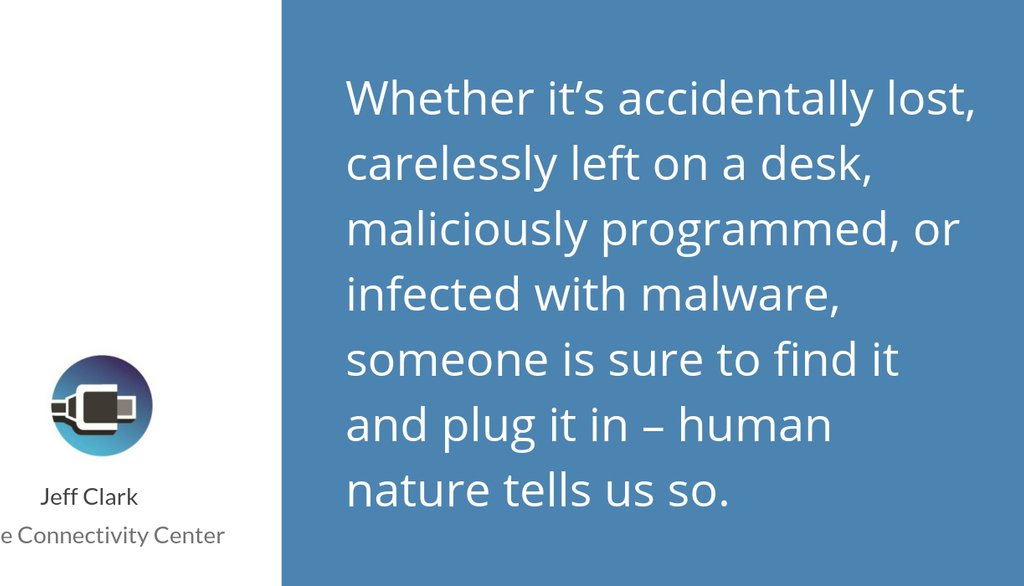 Whether it’s accidentally lost,
carelessly left on a desk,
maliciously programmed, or
infected with malware,
someone is sure to find it
and plug it in – human
nature tells us so.
Jeff Clark
e Connectivity Center